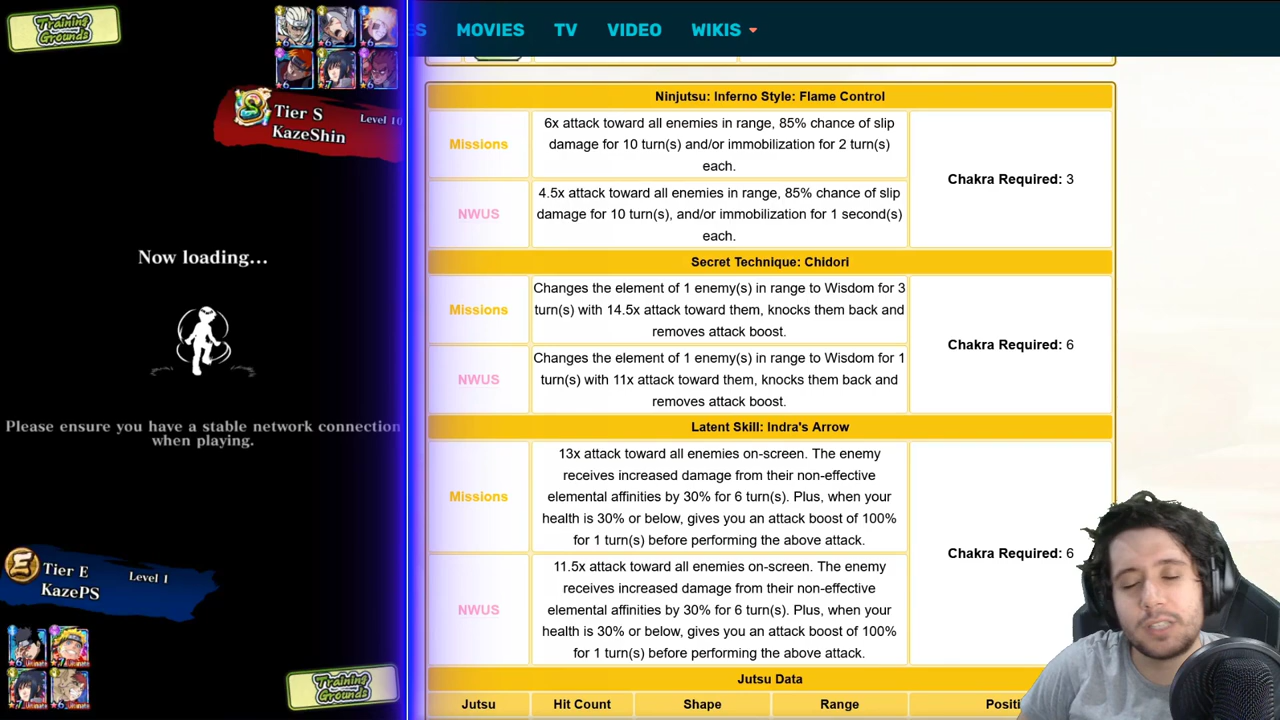 Training
Grounds
Tier S
Level 10
KazeShin
Now loading...
Please ensure you have a stable network connection
when playing.
E
Tier E
Level 1
KazePS
Ultimate
Ultimate
Ultimate
Ultimate
Training
Grounds
ES
MOVIES
TV
VIDEO
WIKIS
Ninjutsu: Inferno Style: Flame Control
Missions
6x attack toward all enemies in range, 85% chance of slip
damage for 10 turn(s) and/or immobilization for 2 turn(s)
each.
Chakra Required: 3
NWUS
4.5x attack toward all enemies in range, 85% chance of slip
damage for 10 turn(s), and/or immobilization for 1 second(s)
each.
Secret Technique: Chidori
Missions
Changes the element of 1 enemy(s) in range to Wisdom for 3
turn(s) with 14.5x attack toward them, knocks them back and
removes attack boost.
Chakra Required: 6
NWUS
Changes the element of 1 enemy(s) in range to Wisdom for 1
turn(s) with 11x attack toward them, knocks them back and
removes attack boost.
Latent Skill: Indra's Arrow
Missions
13x attack toward all enemies on-screen. The enemy
receives increased damage from their non-effective
elemental affinities by 30% for 6 turn(s). Plus, when your
health is 30% or below, gives you an attack boost of 100%
for 1 turn(s) before performing the above attack.
Chakra Required: 6
NWUS
11.5x attack toward all enemies on-screen. The enemy
receives increased damage from their non-effective
elemental affinities by 30% for 6 turn(s). Plus, when your
health is 30% or below, gives you an attack boost of 100%
for 1 turn(s) before performing the above attack.
Jutsu Data
Jutsu
Hit Count
Shape
Range
Positi